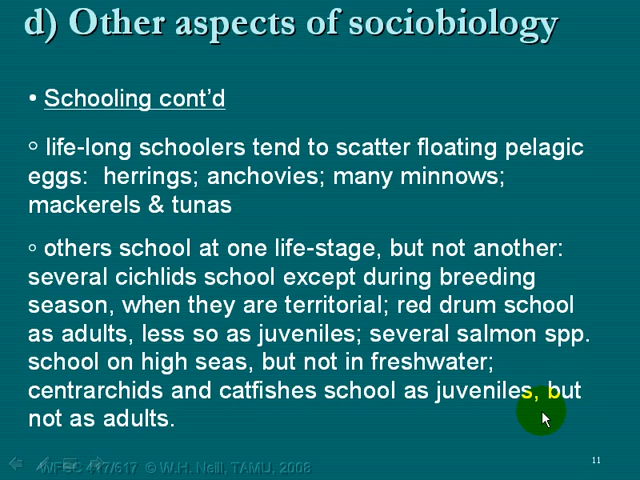 d) Other aspects of sociobiology
• Schooling cont'd
o life-long schoolers tend to scatter floating pelagic
eggs: herrings; anchovies; many minnows;
mackerels & tunas
o others school at one life-stage, but not another:
several cichlids school except during breeding
season, when they are territorial; red drum school
as adults, less so as juveniles; several salmon spp.
school on high seas, but not in freshwater;
centrarchids and catfishes school as juveniles, but
not as adults.
WFSC 417/617 © W.H. Neill, TAMU, 2008
11